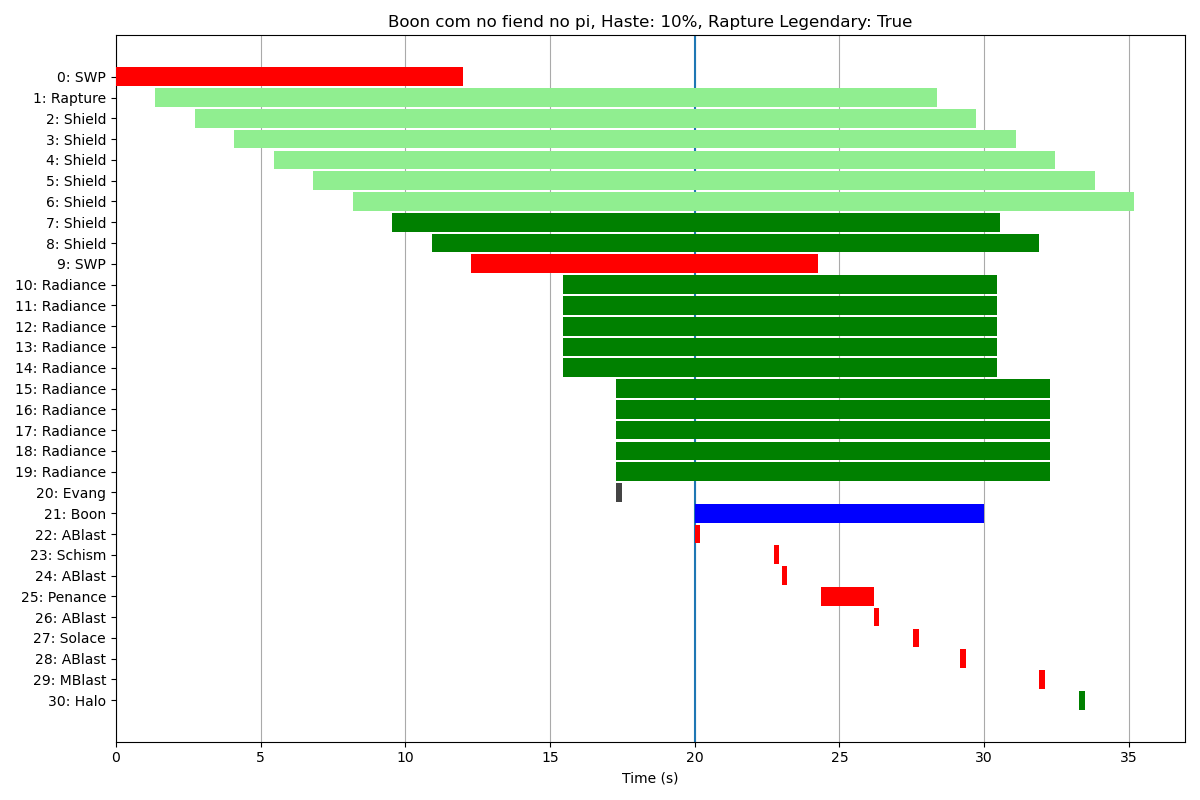 Boon com no fiend no pi, Haste: 10%, Rapture Legendary: True
0: SWP
1: Rapture
2: Shield
3: Shield
4: Shield
5: Shield
6: Shield
7: Shield
8: Shield
9: SWP
10: Radiance
11: Radiance
12: Radiance
13: Radiance
14: Radiance
15: Radiance
16: Radiance
17: Radiance
18: Radiance
19: Radiance
20: Evang
21: Boon
22: ABlast
23: Schism
24: ABlast
25: Penance
26: ABlast
27: Solace
28: ABlast
29: MBlast
30: Halo
0 5 10 15 20 25 30 35
Time (s)